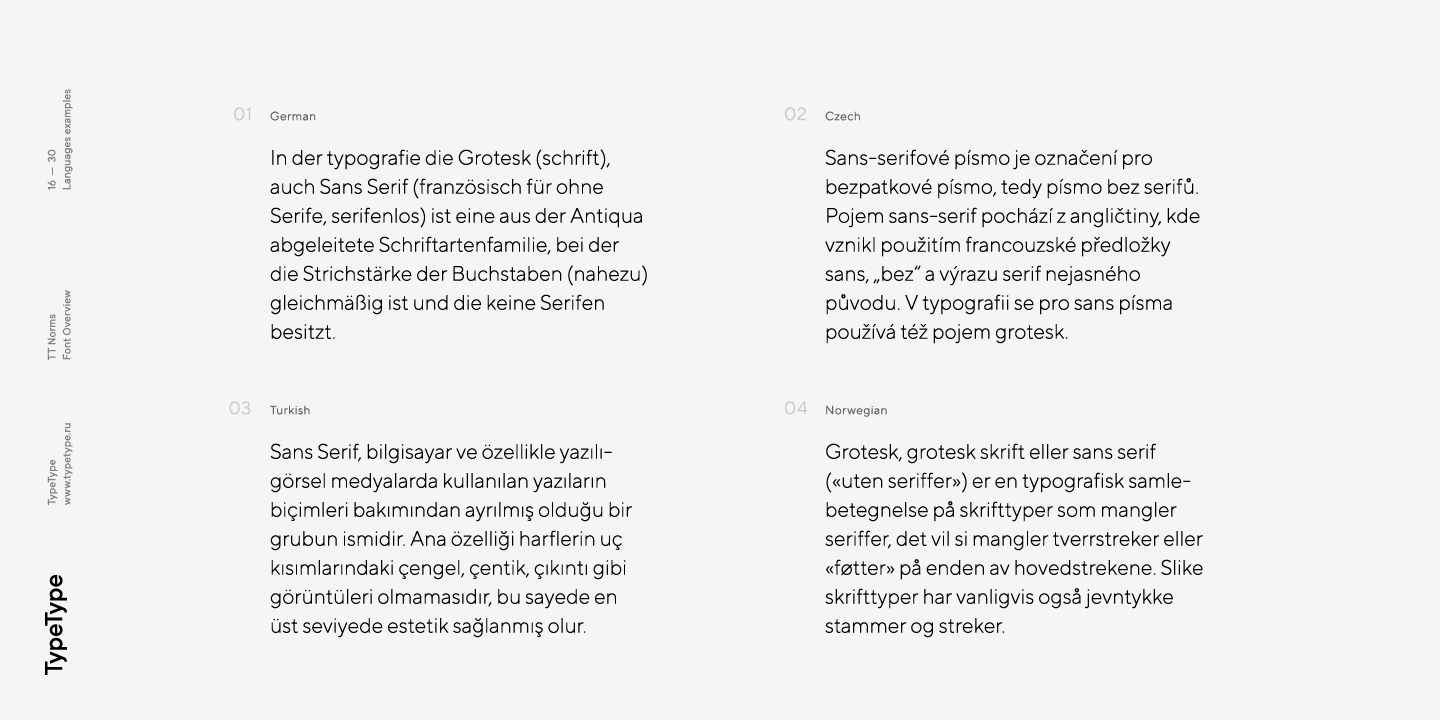 16 — 30
Languages examples
TT Norms
Font Overview
TypeType
www.typetype.ru
TypeType
01 German
In der typografie die Grotesk (schrift),
auch Sans Serif (französisch für ohne
Serife, serifenlos) ist eine aus der Antiqua
abgeleitete Schriftartenfamilie, bei der
die Strichstärke der Buchstaben (nahezu)
gleichmäßig ist und die keine Serifen
besitzt.
02 Czech
Sans-serifové písmo je označení pro
bezpatkové písmo, tedy písmo bez serifů.
Pojem sans-serif pochází z angličtiny, kde
vznikl použitím francouzské předložky
sans, „bez“ a výrazu serif nejasného
původu. V typografii se pro sans písma
používá též pojem grotesk.
03 Turkish
Sans Serif, bilgisayar ve özellikle yazılı-
görsel medyalarda kullanılan yazıların
biçimleri bakımından ayrılmış olduğu bir
grubun ismidir. Ana özelliği harflerin uç
kısımlarındaki çengel, çentik, çıkıntı gibi
görüntüleri olmamasıdır, bu sayede en
üst seviyede estetik sağlanmış olur.
04 Norwegian
Grotesk, grotesk skrift eller sans serif
(«uten seriffer») er en typografisk samle-
betegnelse på skrifttyper som mangler
seriffer, det vil si mangler tverrstreker eller
«føtter» på enden av hovedstrekene. Slike
skrifttyper har vanligvis også jevntykke
stammer og streker.